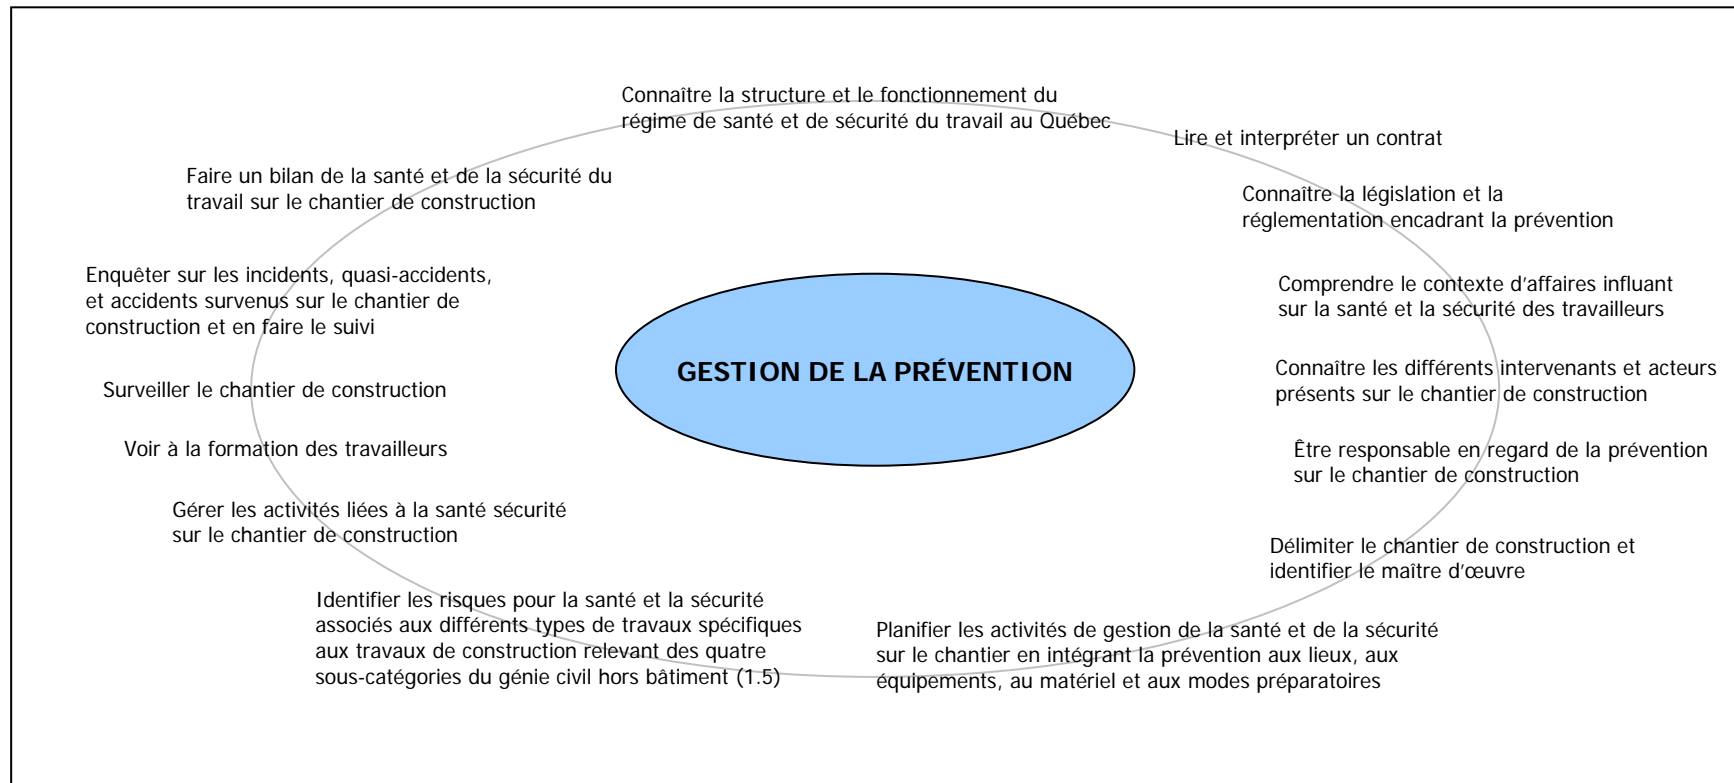 Connaître la structure et le fonctionnement du
régime de santé et de sécurité du travail au Québec
Lire et interpréter un contrat
Connaître la législation et la
réglementation encadrant la prévention
Comprendre le contexte d'affaires influant
sur la santé et la sécurité des travailleurs
Connaître les différents intervenants et acteurs
présents sur le chantier de construction
Être responsable en regard de la prévention
sur le chantier de construction
Délimiter le chantier de construction et
identifier le maître d'œuvre
Planifier les activités de gestion de la santé et de la sécurité
sur le chantier en intégrant la prévention aux lieux, aux
équipements, au matériel et aux modes préparatoires
Identifier les risques pour la santé et la sécurité
associés aux différents types de travaux spécifiques
aux travaux de construction relevant des quatre
sous-catégories du génie civil hors bâtiment (1.5)
Gérer les activités liées à la santé sécurité
sur le chantier de construction
Voir à la formation des travailleurs
Surveiller le chantier de construction
Enquêter sur les incidents, quasi-accidents,
et accidents survenus sur le chantier de
construction et en faire le suivi
Faire un bilan de la santé et de la sécurité du
travail sur le chantier de construction
GESTION DE LA PRÉVENTION